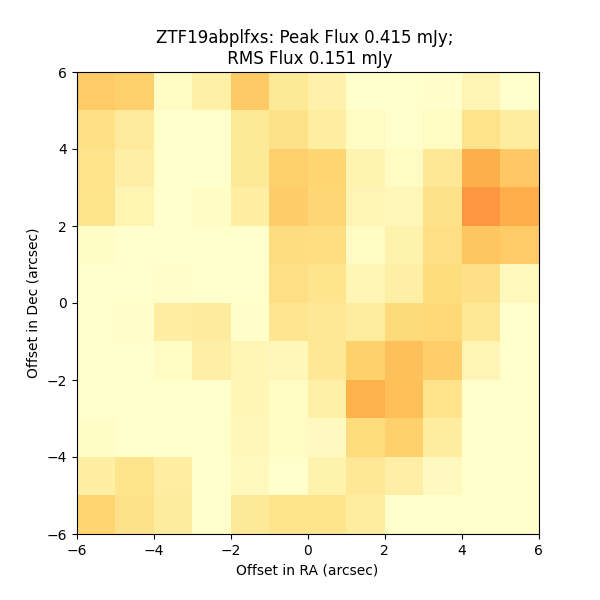 ZTF19abplfxs: Peak Flux 0.415 mJy;
RMS Flux 0.151 mJy
6
4
2
0
−2
−4
−6
Offset in Dec (arcsec)
−6 −4 −2 0 2 4 6
Offset in RA (arcsec)